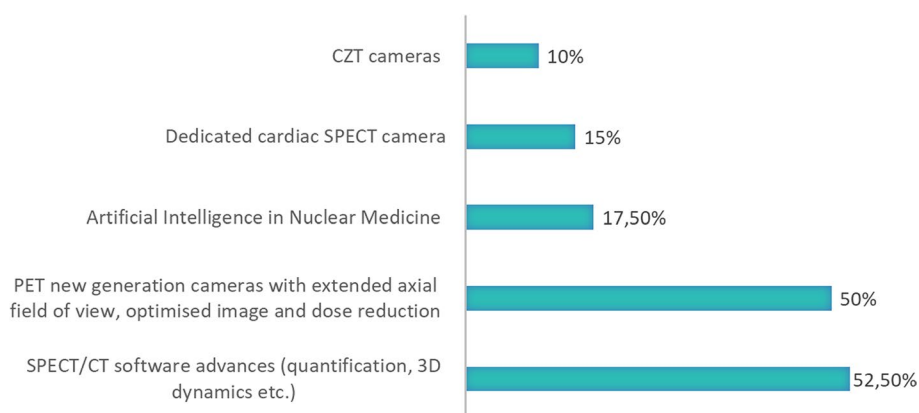 CZT cameras
10%
Dedicated cardiac SPECT camera
15%
Artificial Intelligence in Nuclear Medicine
17,50%
PET new generation cameras with extended axial
field of view, optimised image and dose reduction
50%
SPECT/CT software advances (quantification, 3D
dynamics etc.)
52,50%